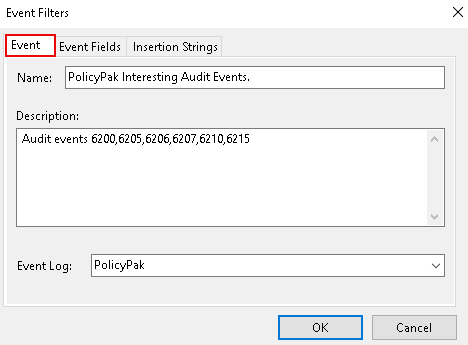 Event Filters
Event Event Fields Insertion Strings
Name: PolicyPak Interesting Audit Events.
Description:
Audit events 6200,6205,6206,6207,6210,6215
Event Log: PolicyPak
OK Cancel